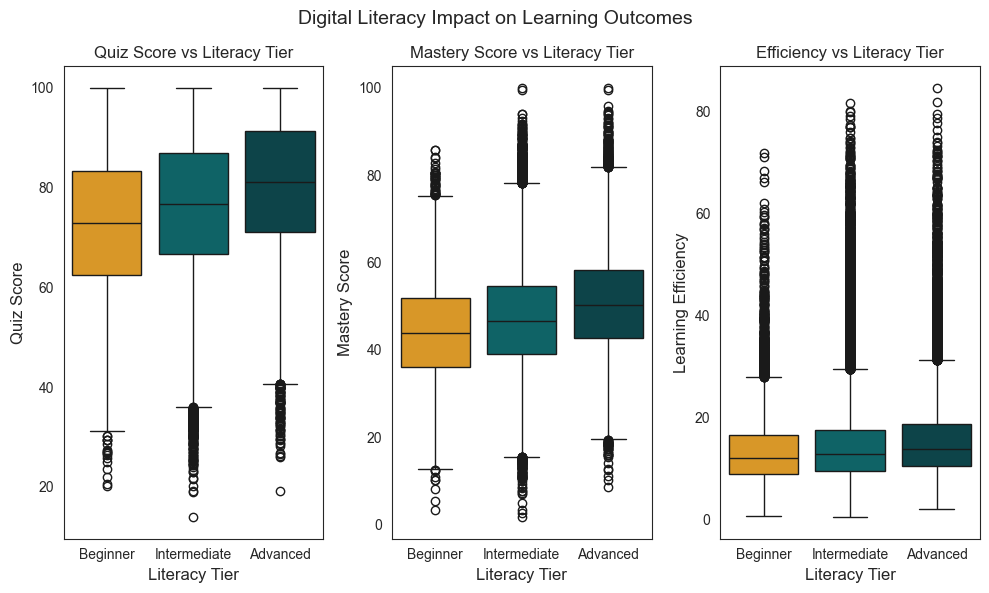 Digital Literacy Impact on Learning Outcomes
Quiz Score vs Literacy Tier
Quiz Score
100
80
60
40
20
Beginner Intermediate Advanced
Literacy Tier
Mastery Score vs Literacy Tier
Mastery Score
100
80
60
40
20
0
Beginner Intermediate Advanced
Literacy Tier
Efficiency vs Literacy Tier
Learning Efficiency
80
60
40
20
0
Beginner Intermediate Advanced
Literacy Tier